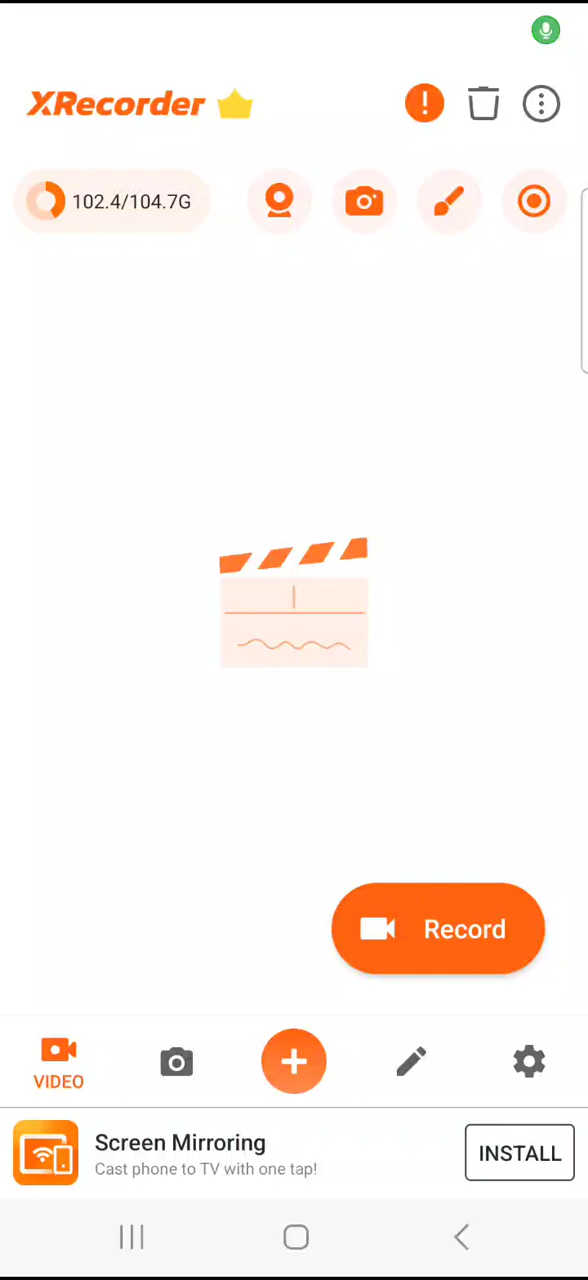 XRecorder
102.4/104.7G
Record
VIDEO
Screen Mirroring
Cast phone to TV with one tap!
INSTALL